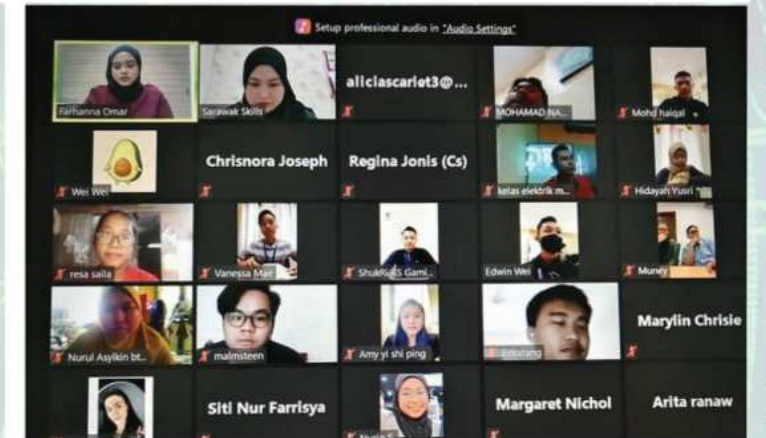 Setup professional audio in "Audio Settings"
Farhanna Omar
Sarawak Skills
aliciascarlet3@...
MOHAMAD NA...
Mohd haiqal
Wei Wei
Chrisnora Joseph
Regina Jonis (Cs)
kelas elektrik m...
Hidayah Yusri
resa saila
Vanessa Mae
Edwin Wei
Muney
Nurul Asyikin bt...
malmsteen
Amy yi shi ping
Marylin Chrisie
Siti Nur Farrisya
Margaret Nichol
Arita ranaw